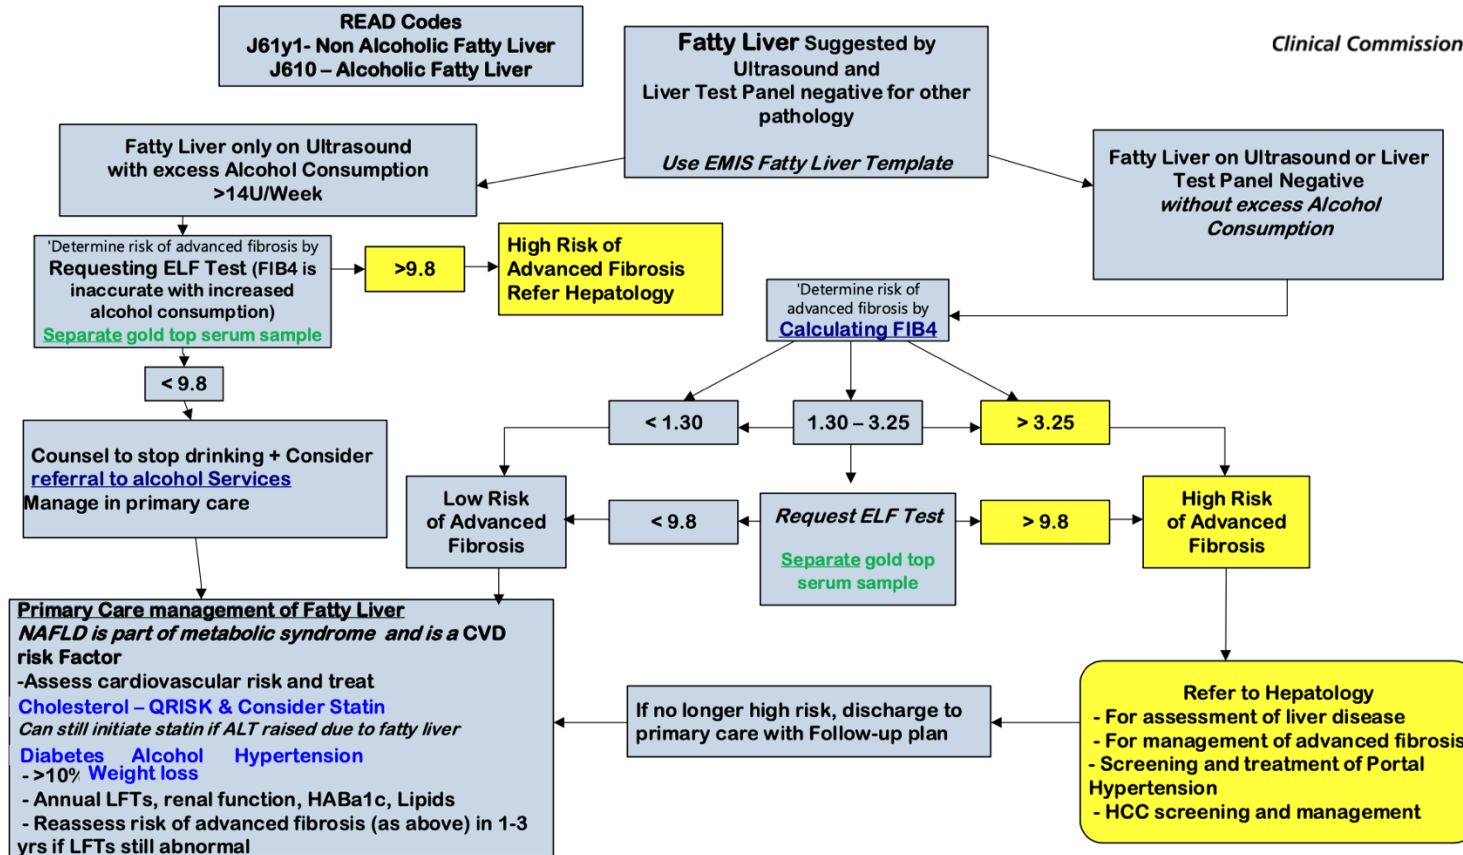 READ Codes
J61y1- Non Alcoholic Fatty Liver
J610 – Alcoholic Fatty Liver
Fatty Liver Suggested by
Ultrasound and
Liver Test Panel negative for other
pathology
Use EMIS Fatty Liver Template
Clinical Commission
Fatty Liver only on Ultrasound
with excess Alcohol Consumption
>14U/Week
Fatty Liver on Ultrasound or Liver
Test Panel Negative
without excess Alcohol
Consumption
'Determine risk of advanced fibrosis by
Requesting ELF Test (FIB4 is
inaccurate with increased
alcohol consumption)
Separate gold top serum sample
>9.8
High Risk of
Advanced Fibrosis
Refer Hepatology
'Determine risk of
advanced fibrosis by
Calculating FIB4
< 9.8
< 1.30
1.30 – 3.25
> 3.25
Counsel to stop drinking + Consider
referral to alcohol Services
Manage in primary care
Low Risk
of Advanced
Fibrosis
< 9.8
Request ELF Test
Separate gold top
serum sample
> 9.8
High Risk
of Advanced
Fibrosis
Primary Care management of Fatty Liver
NAFLD is part of metabolic syndrome and is a CVD
risk Factor
-Assess cardiovascular risk and treat
Cholesterol – QRISK & Consider Statin
Can still initiate statin if ALT raised due to fatty liver
Diabetes Alcohol Hypertension
- >10% Weight loss
- Annual LFTs, renal function, HABa1c, Lipids
- Reassess risk of advanced fibrosis (as above) in 1-3
yrs if LFTs still abnormal
If no longer high risk, discharge to
primary care with Follow-up plan
Refer to Hepatology
- For assessment of liver disease
- For management of advanced fibrosis
- Screening and treatment of Portal
Hypertension
- HCC screening and management